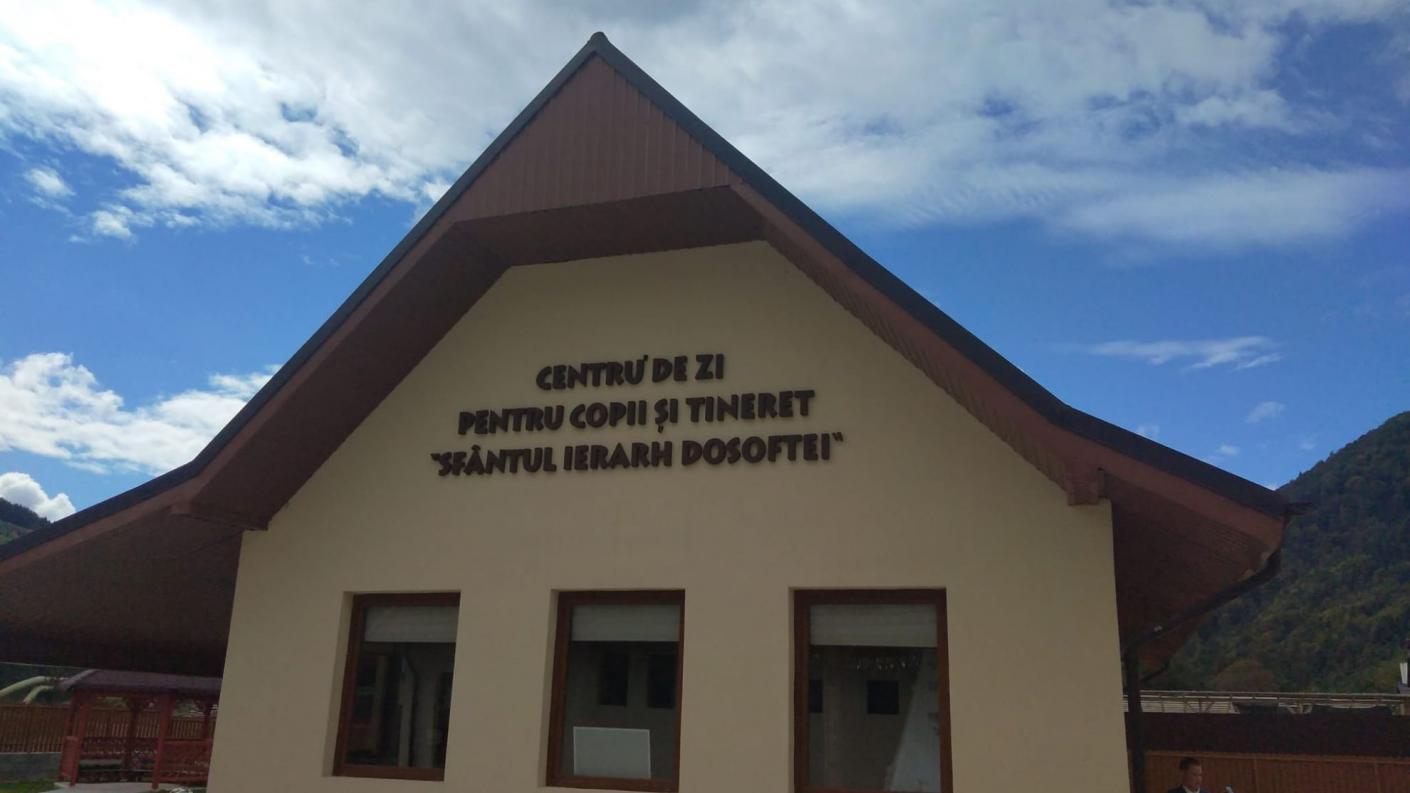 CENTRU DE ZI
PENTRU COPII ȘI TINERET
"SFÂNTUL IERARH DOSOFTEI"